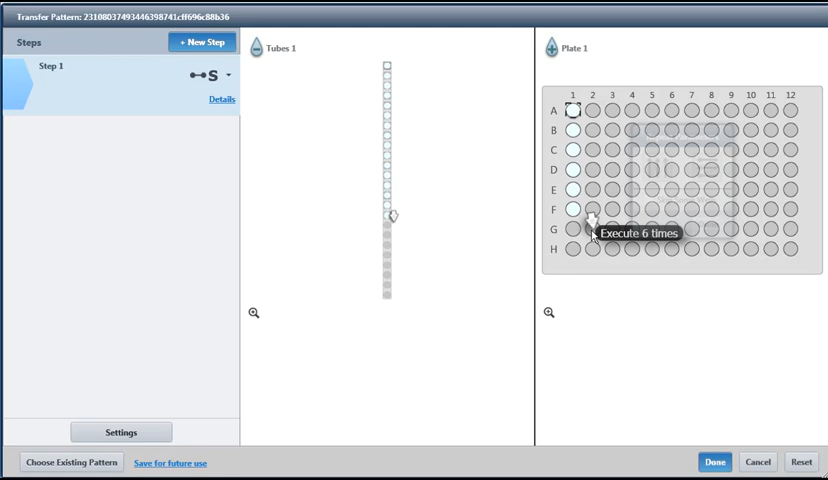 Transfer Pattern: 23108037493446398741cff696c88b36
Steps
+ New Step
Step 1
S
Details
Settings
Tubes 1
Plate 1
1 2 3 4 5 6 7 8 9 10 11 12
A
B
C
D
E
F
G
H
Execute 6 times
Choose Existing Pattern
Save for future use
Done
Cancel
Reset